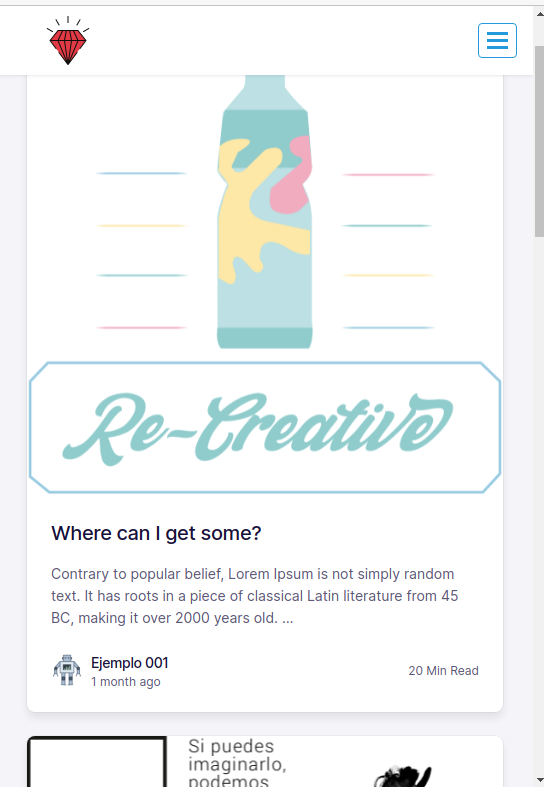 Re-Creative
Where can I get some?
Contrary to popular belief, Lorem Ipsum is not simply random
text. It has roots in a piece of classical Latin literature from 45
BC, making it over 2000 years old. ...
Ejemplo 001
1 month ago
20 Min Read
Si puedes
imaginarlo,
podemos